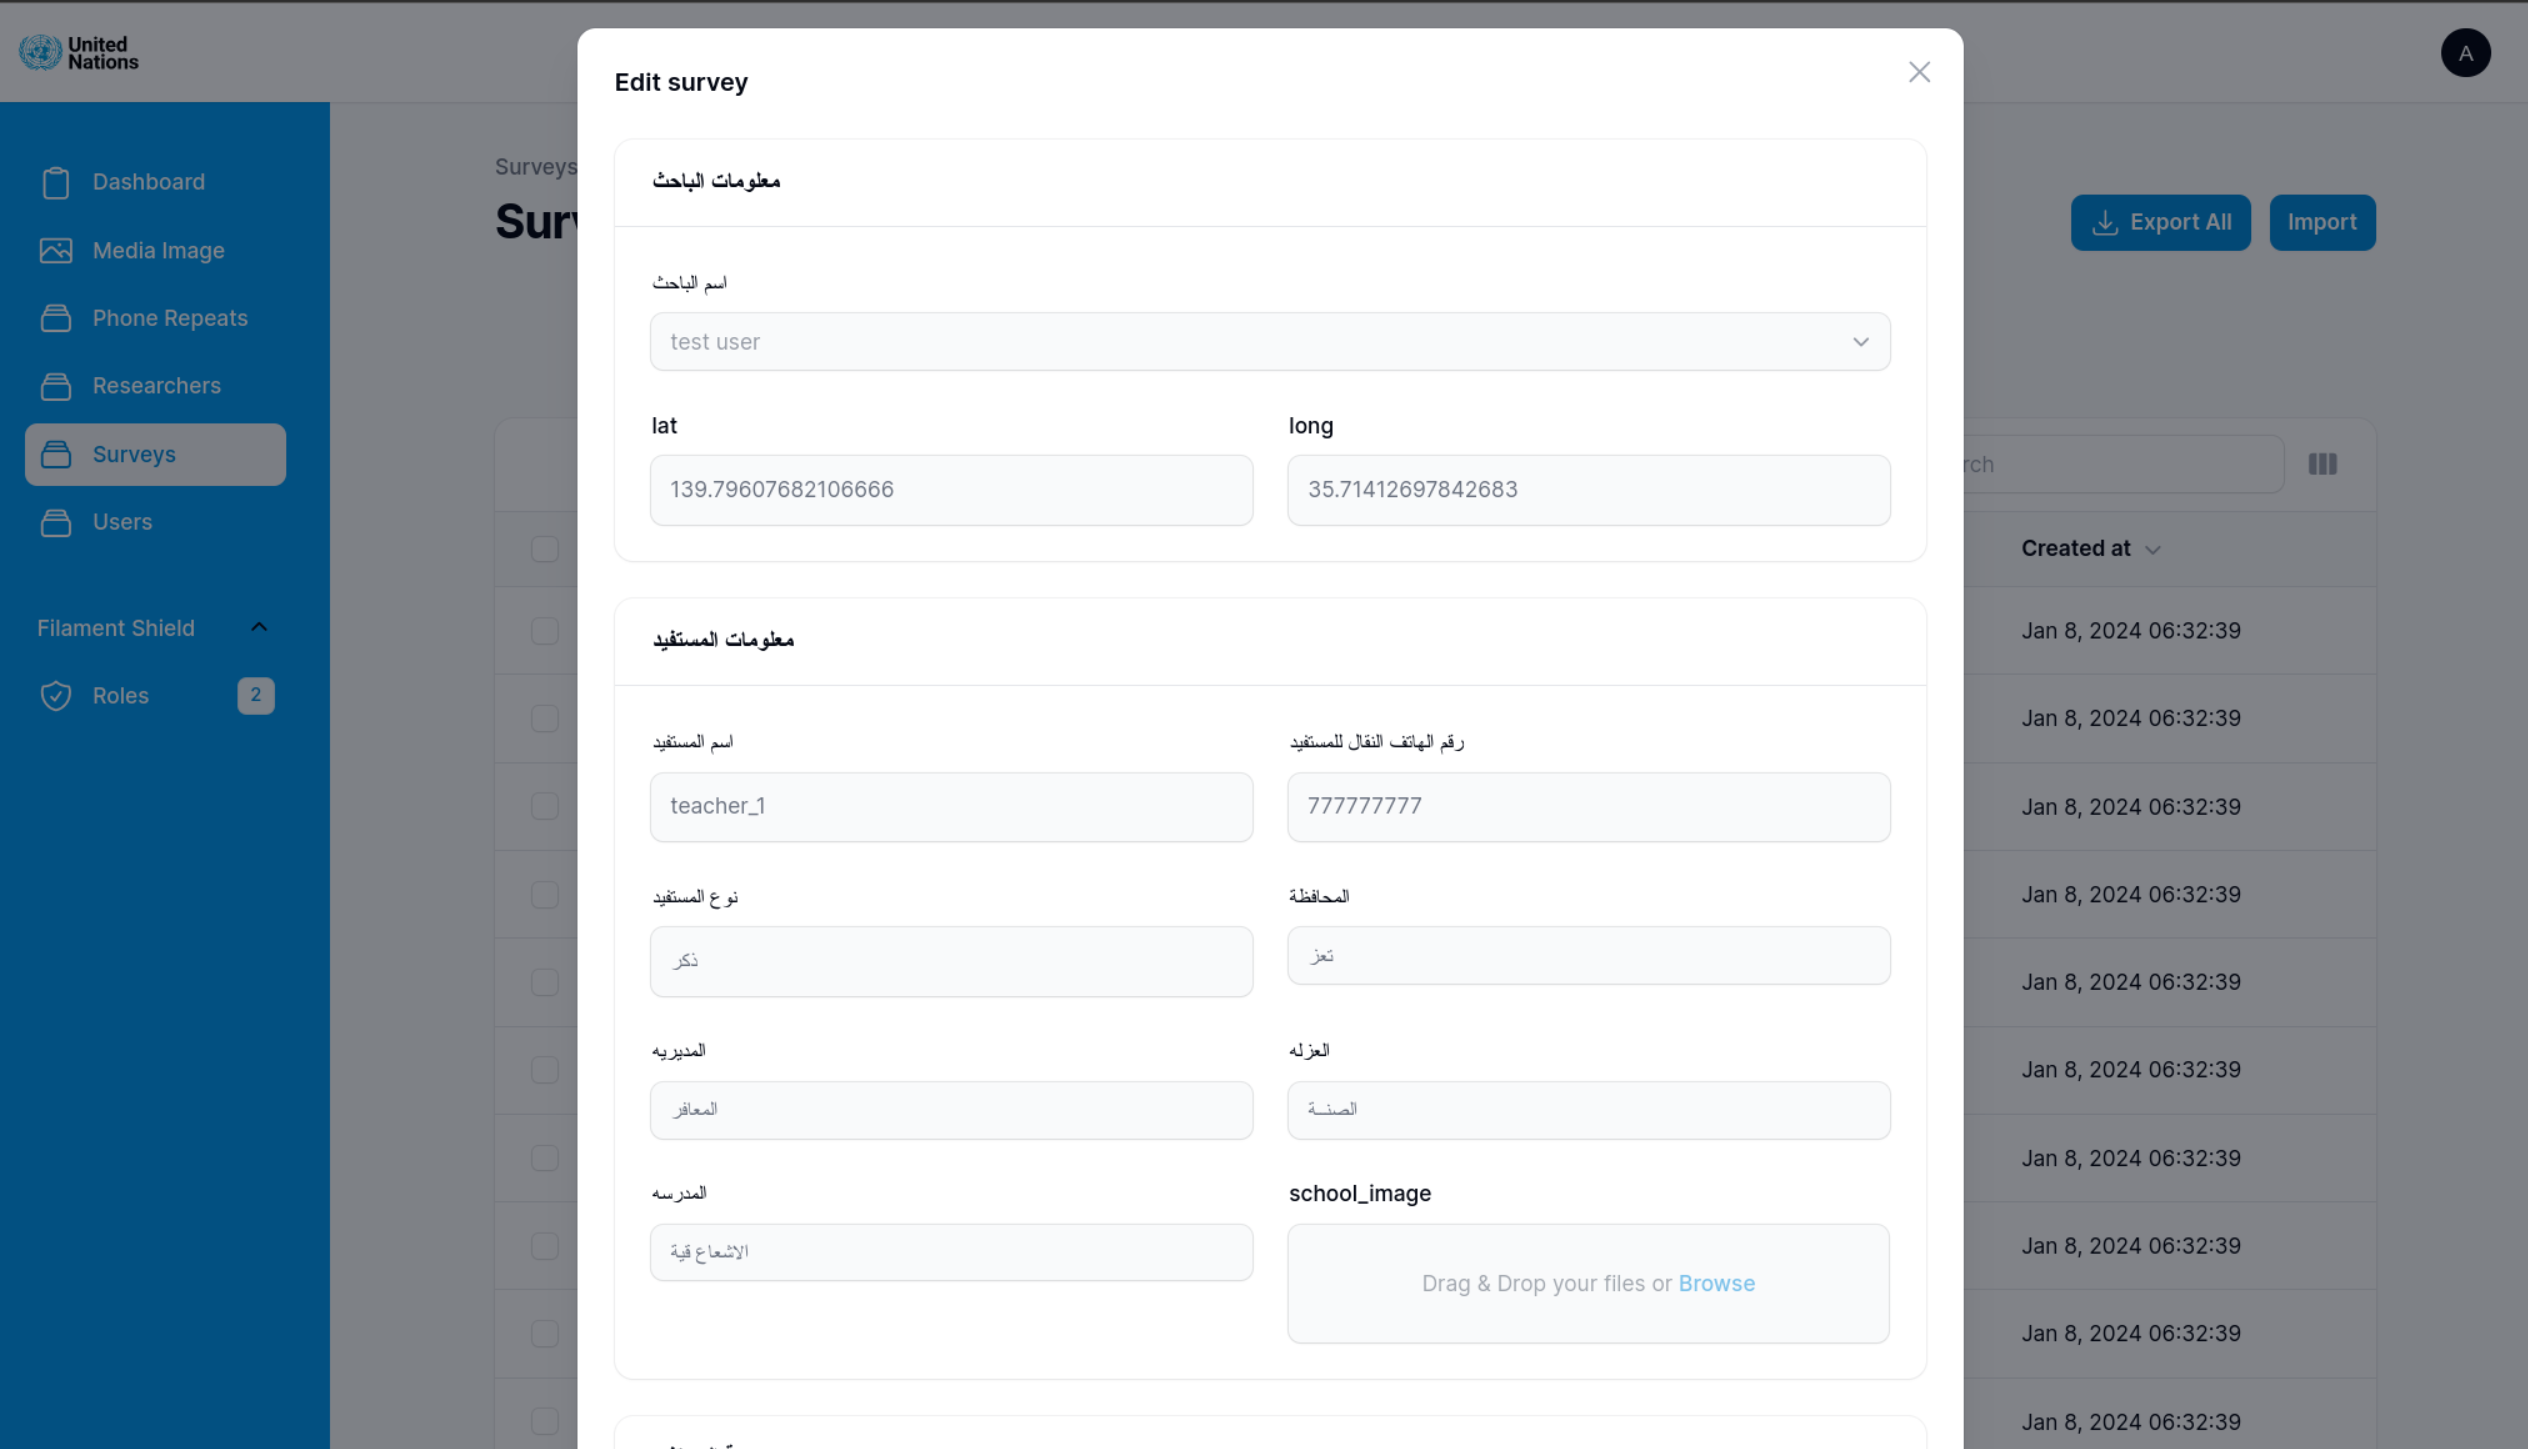 United
Nations
A
Dashboard
Media Image
Phone Repeats
Researchers
Surveys
Users
Filament Shield
Roles 2
Surveys
Export All
Import
Created at
Jan 8, 2024 06:32:39
Jan 8, 2024 06:32:39
Jan 8, 2024 06:32:39
Jan 8, 2024 06:32:39
Jan 8, 2024 06:32:39
Jan 8, 2024 06:32:39
Jan 8, 2024 06:32:39
Jan 8, 2024 06:32:39
Jan 8, 2024 06:32:39
Jan 8, 2024 06:32:39
Edit survey
معلومات الباحث
اسم الباحث
test user
lat
long
139.79607682106666
35.71412697842683
معلومات المستفيد
اسم المستفيد
رقم الهاتف النقال للمستفيد
teacher_1
777777777
نوع المستفيد
المحافظة
ذكر
تعز
المديريه
العزله
المعافر
الصنــة
المدرسه
school_image
الاشعاع قية
Drag & Drop your files or Browse